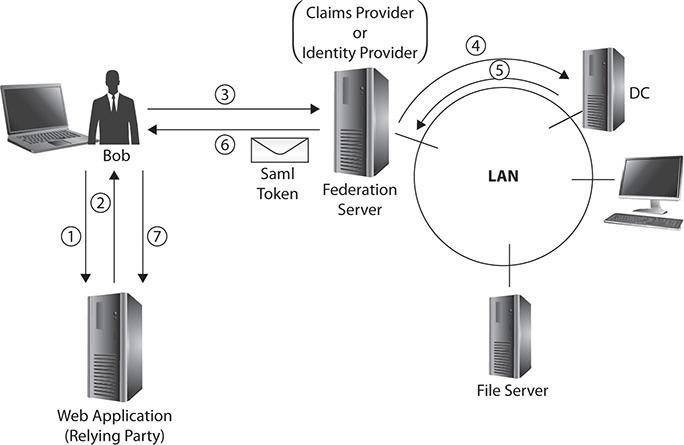 Claims Provider
or
Identity Provider
④
⑤
DC
③
⑥
Bob
Saml
Token
Federation
Server
LAN
①
②
⑦
File Server
Web Application
(Relying Party)